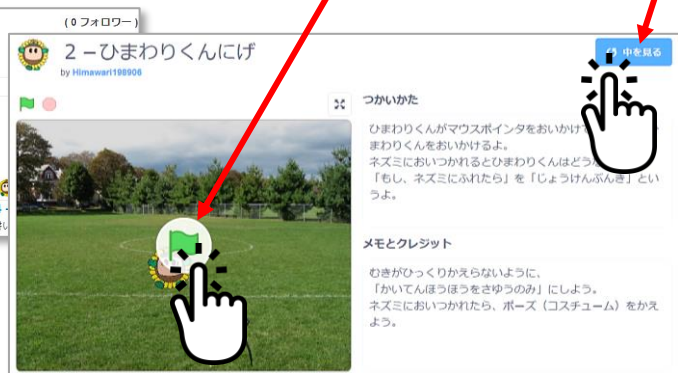 (0 フォロワー)
2 －ひまわりくんにげ
by Himawari198906
中を見る
つかいかた
ひまわりくんがマウスポインタをおいかけ
まわりくんをおいかけるよ。
ネズミにおいつかれるとひまわりくんはどう
「もし、ネズミにふれたら」を「じょうけんぶんき」とい
うよ。
メモとクレジット
むきがひっくりかえらないように、
「かいてんほうほうをさゆうのみ」にしよう。
ネズミにおいつかれたら、ポーズ（コスチューム）をかえ
よう。